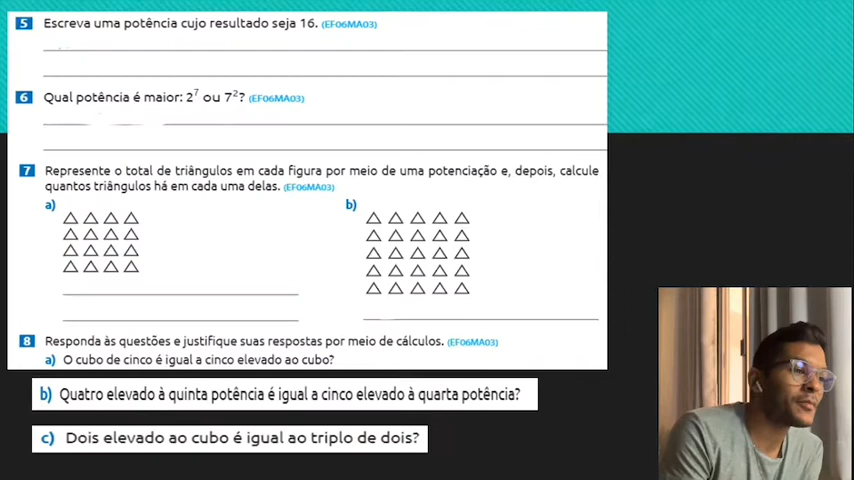 5 Escreva uma potência cujo resultado seja 16. (EF06MA03)
6 Qual potência é maior: 2⁷ ou 7²? (EF06MA03)
7 Represente o total de triângulos em cada figura por meio de uma potenciação e, depois, calcule
quantos triângulos há em cada uma delas. (EF06MA03)
a)
b)
8 Responda às questões e justifique suas respostas por meio de cálculos. (EF06MA03)
a) O cubo de cinco é igual a cinco elevado ao cubo?
b) Quatro elevado à quinta potência é igual a cinco elevado à quarta potência?
c) Dois elevado ao cubo é igual ao triplo de dois?